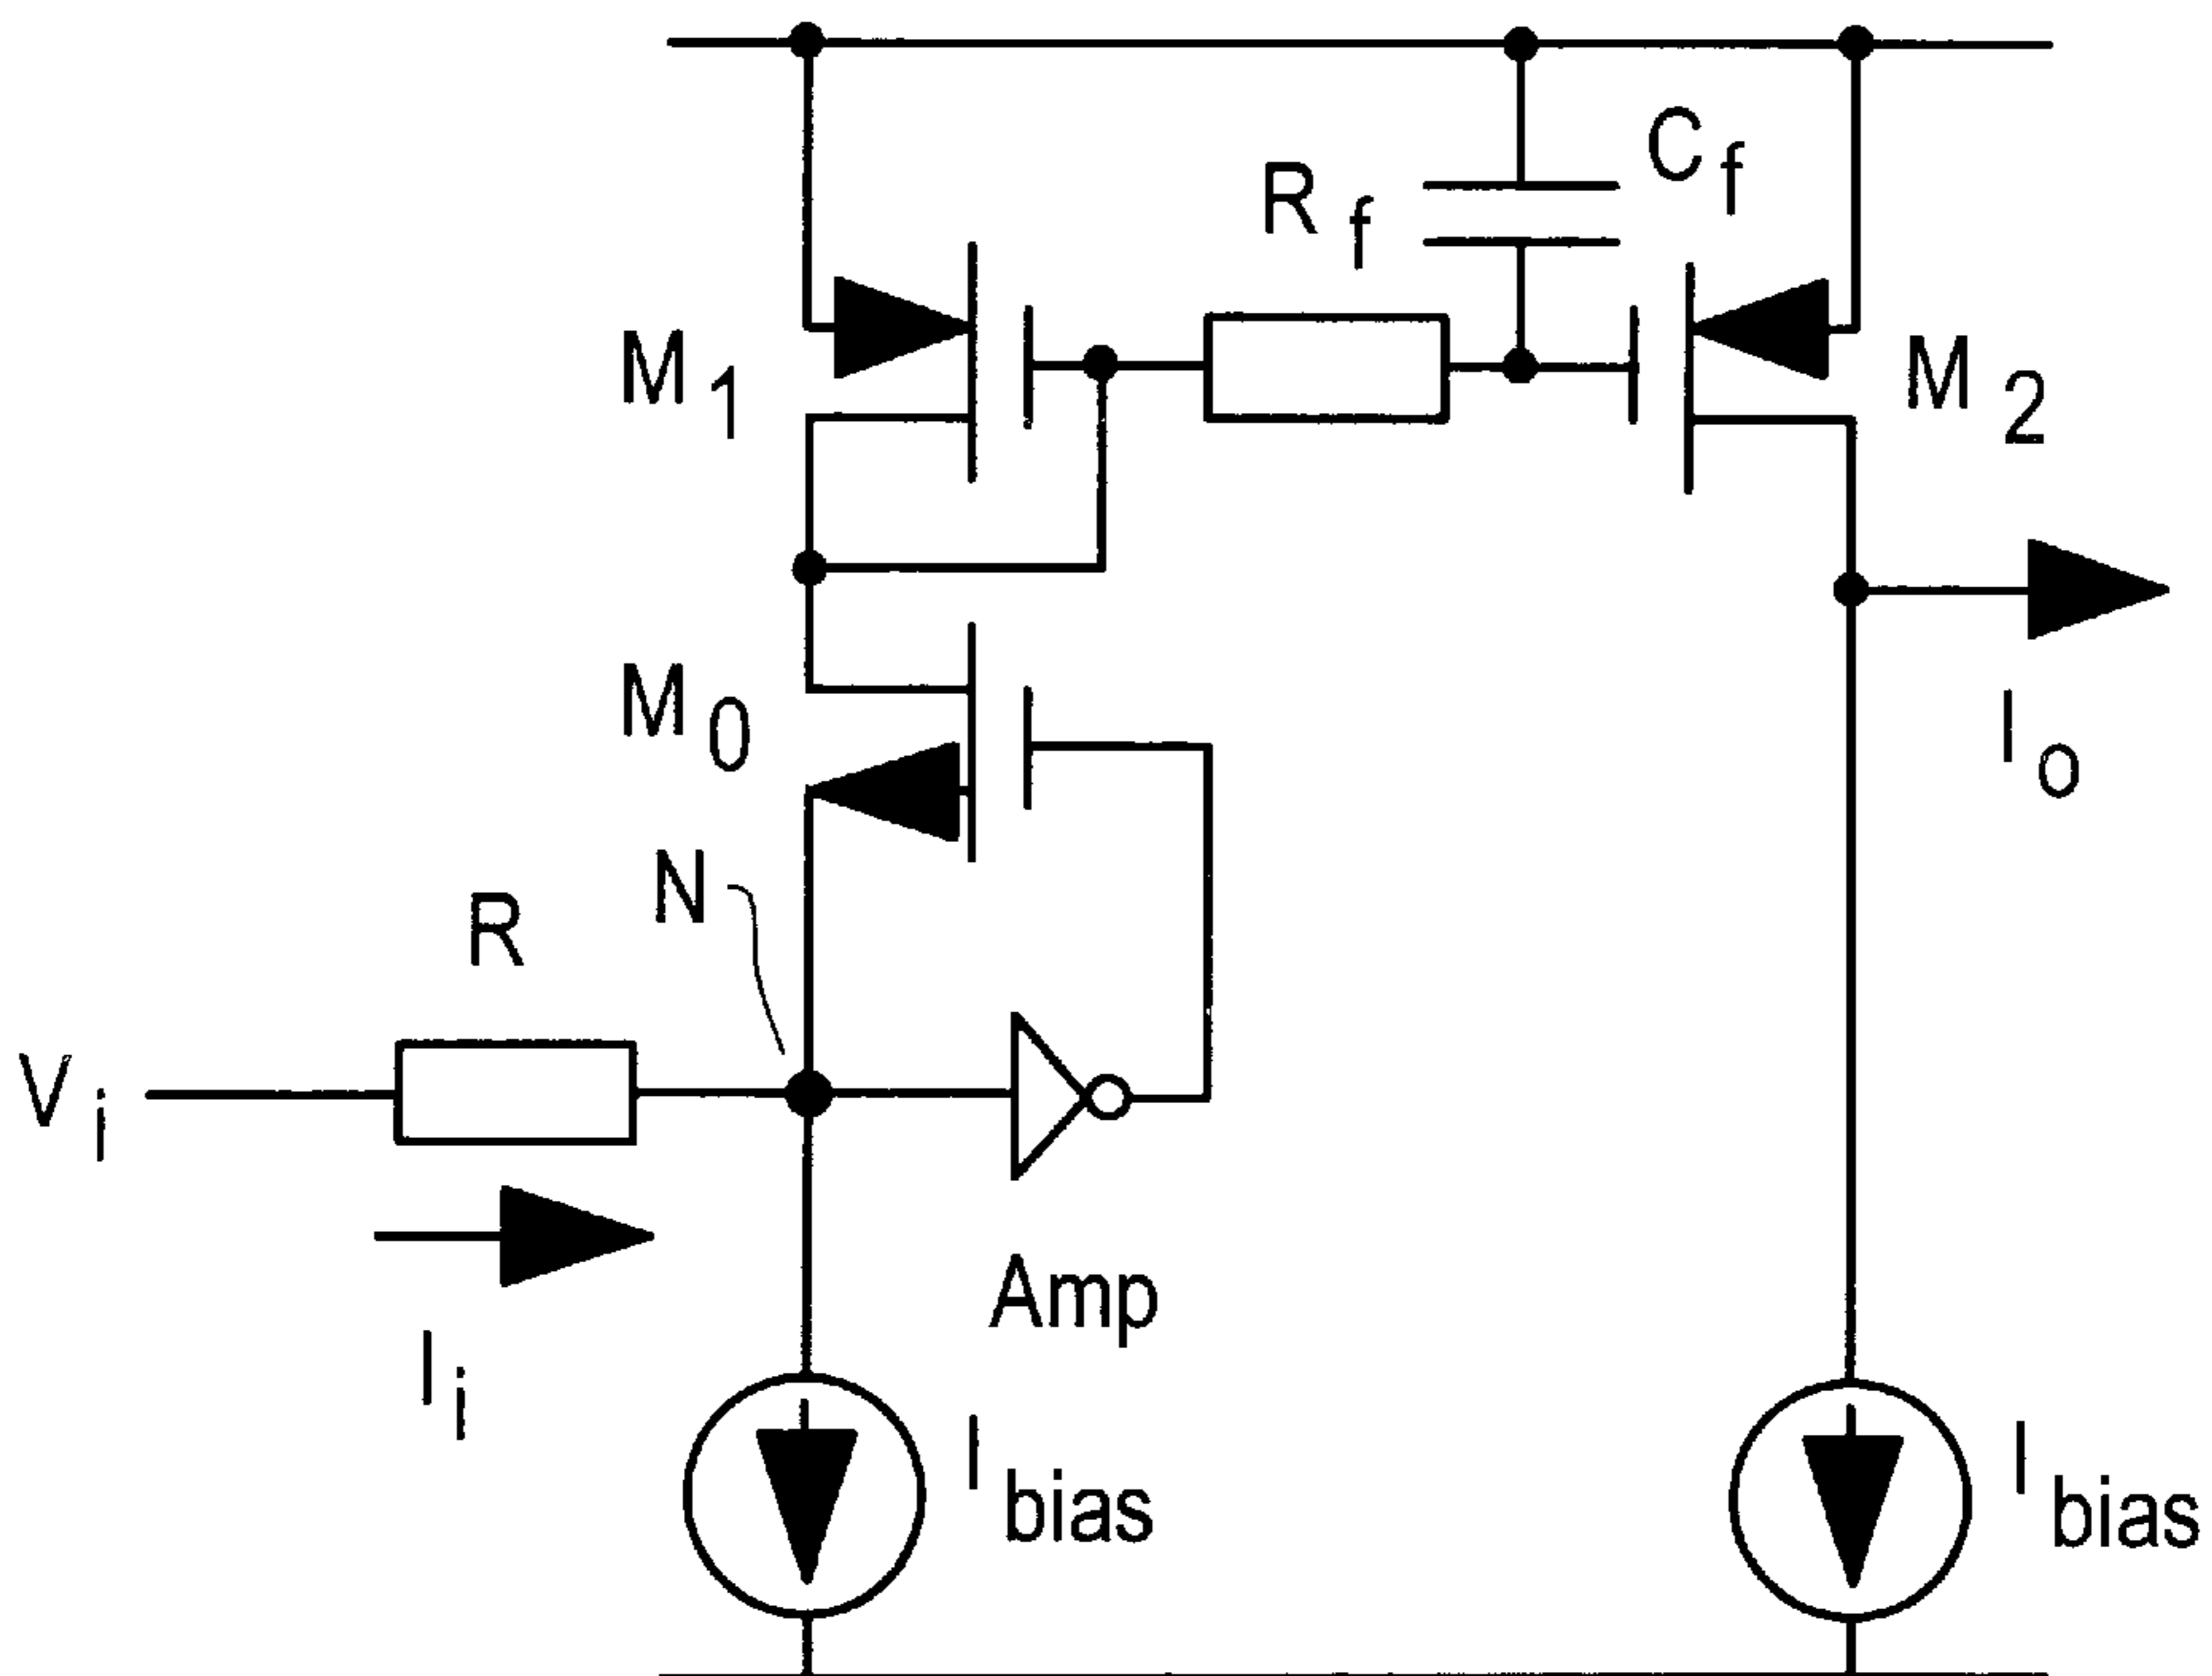 C f
R f
M 1
M 2
M 0
I o
N
R
V i
Amp
I i
I bias
I bias